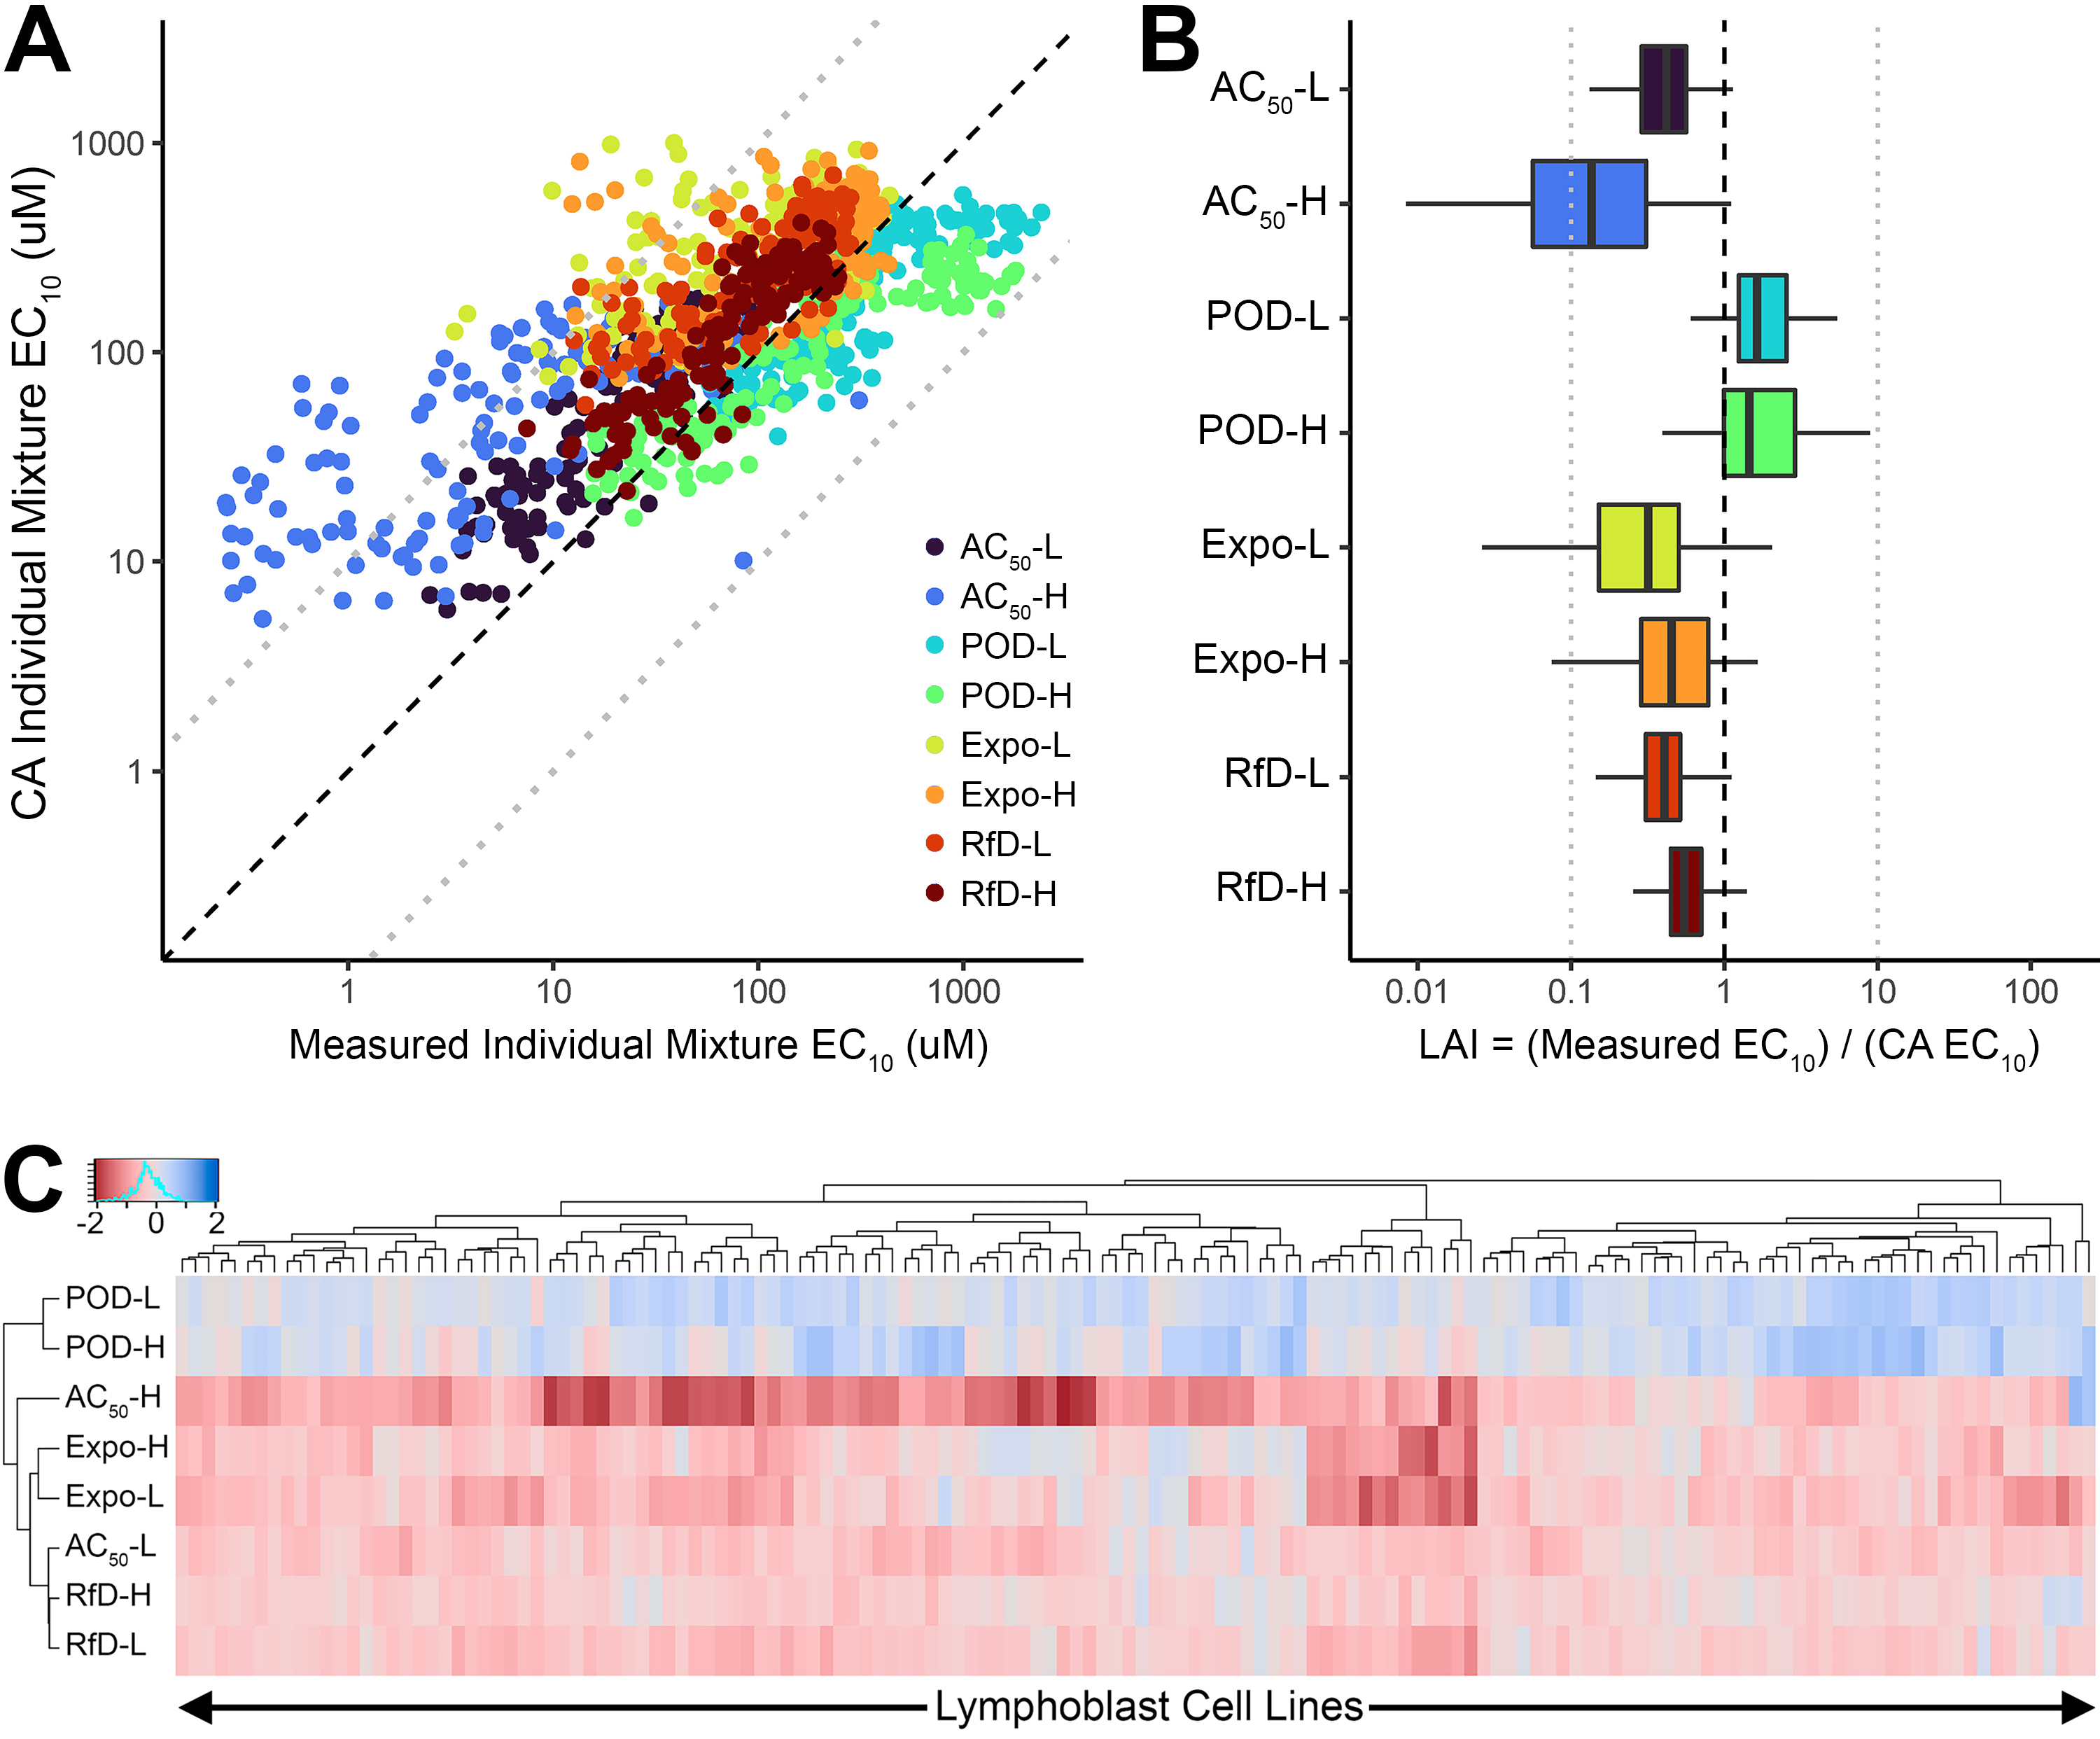 A
CA Individual Mixture EC10 (uM)
1000
100
10
1
1
10
100
1000
Measured Individual Mixture EC10 (uM)
AC50-L
AC50-H
POD-L
POD-H
Expo-L
Expo-H
RfD-L
RfD-H
B
AC50-L
AC50-H
POD-L
POD-H
Expo-L
Expo-H
RfD-L
RfD-H
0.01
0.1
1
10
100
LAI = (Measured EC10) / (CA EC10)
C
-2
0
2
POD-L
POD-H
AC50-H
Expo-H
Expo-L
AC50-L
RfD-H
RfD-L
Lymphoblast Cell Lines